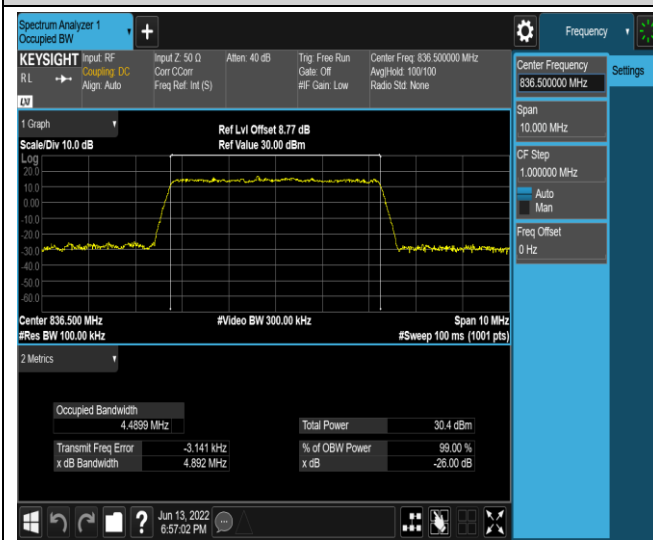 Spectrum Analyzer 1
Occupied BW
+
Frequency
KEYSIGHT
RL
LXI
Input: RF
Coupling: DC
Align: Auto
Input Z: 50 Ω
Corr CCorr
Freq Ref: Int (S)
Atten: 40 dB
Trig: Free Run
Gate: Off
#IF Gain: Low
Center Freq: 836.500000 MHz
Avg|Hold: 100/100
Radio Std: None
Center Frequency
836.500000 MHz
Settings
Span
10.000 MHz
CF Step
1.000000 MHz
Auto
Man
Freq Offset
0 Hz
1 Graph
Scale/Div 10.0 dB
Ref Lvl Offset 8.77 dB
Ref Value 30.00 dBm
Log
20.0
10.0
0.00
-10.0
-20.0
-30.0
-40.0
-50.0
-60.0
Center 836.500 MHz
#Video BW 300.00 kHz
Span 10 MHz
#Res BW 100.00 kHz
#Sweep 100 ms (1001 pts)
2 Metrics
Occupied Bandwidth
4.4899 MHz
Total Power 30.4 dBm
Transmit Freq Error -3.141 kHz
% of OBW Power 99.00 %
x dB Bandwidth 4.892 MHz
x dB -26.00 dB
?
Jun 13, 2022
6:57:02 PM